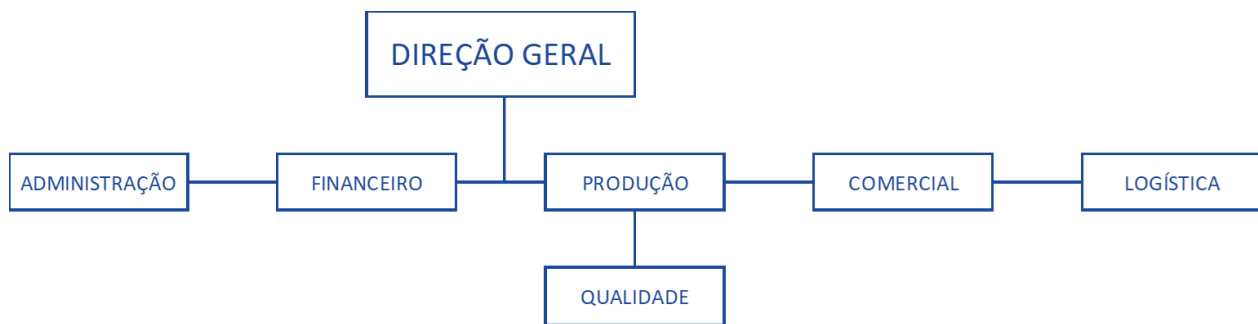 DIREÇÃO GERAL
ADMINISTRAÇÃO
FINANCEIRO
PRODUÇÃO
COMERCIAL
LOGÍSTICA
QUALIDADE